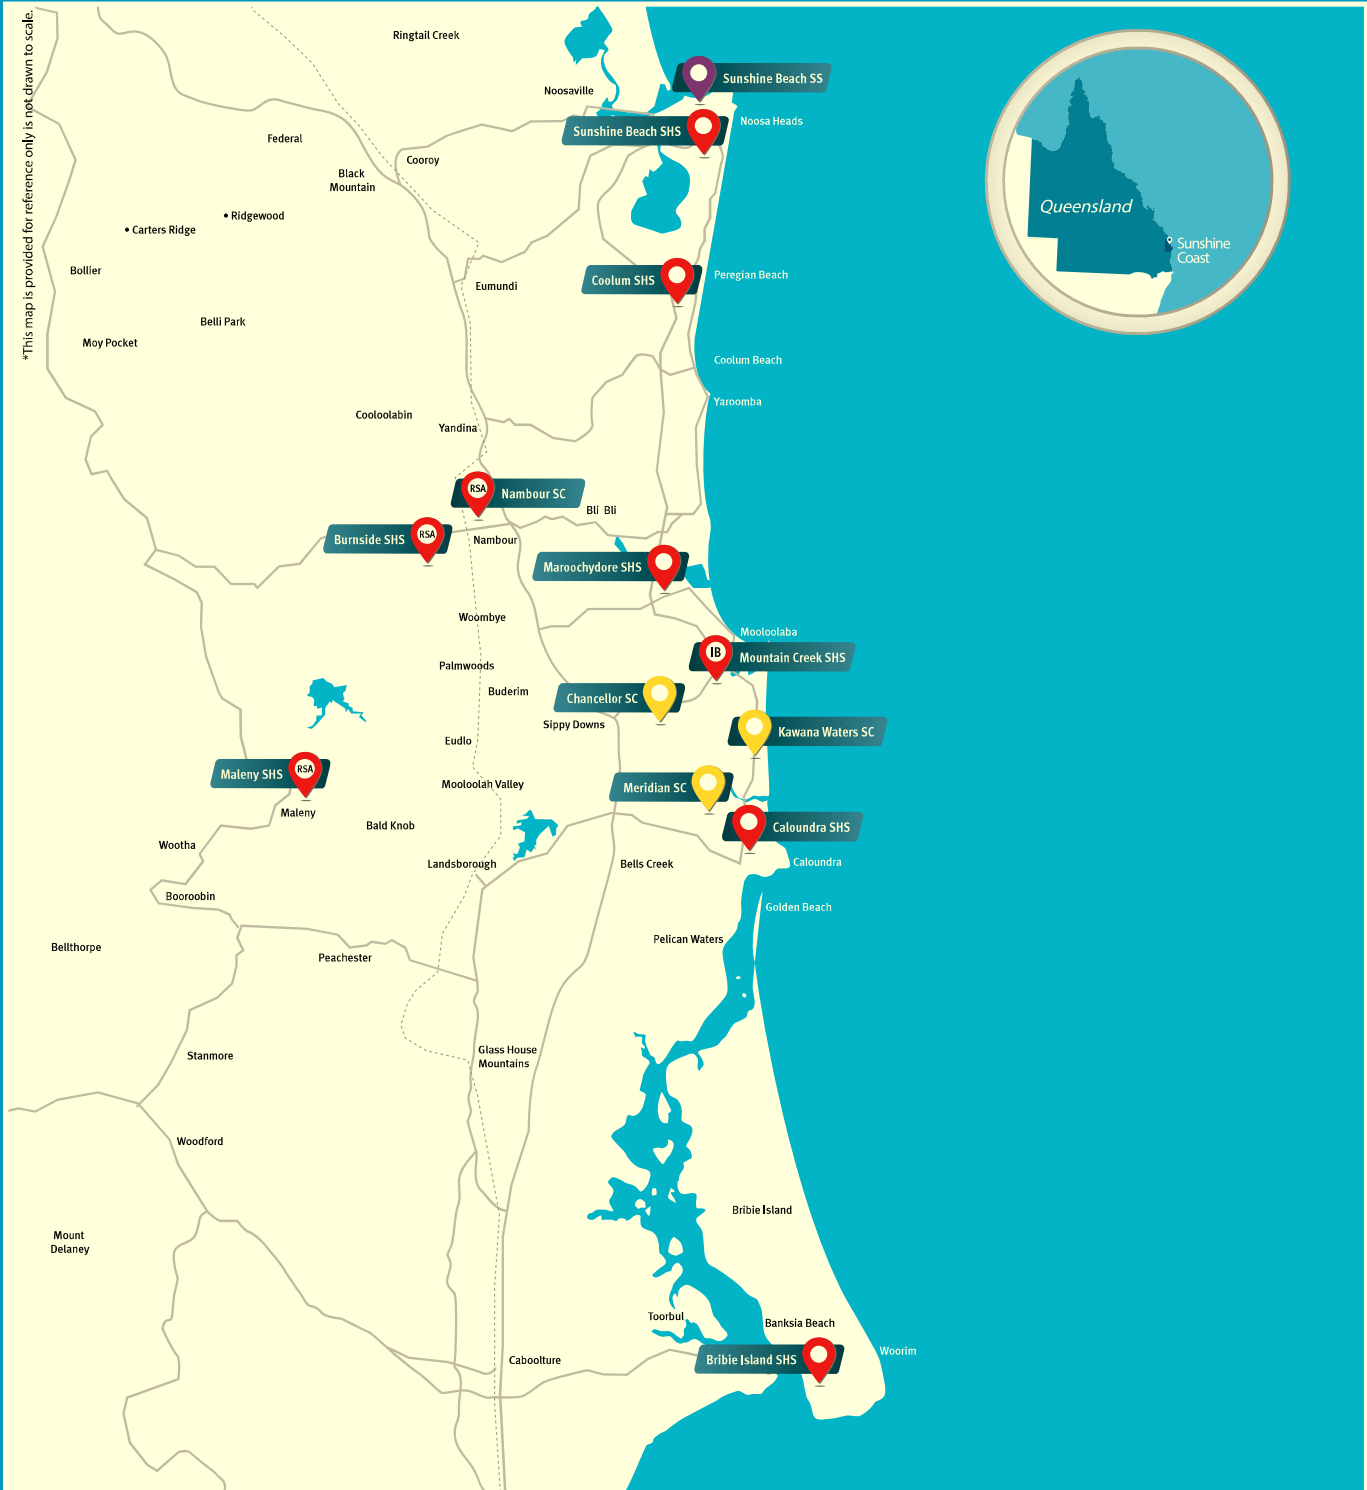 *This map is provided for reference only is not drawn to scale.
Ringtail Creek
Sunshine Beach SS
Noosaville
Noosa Heads
Sunshine Beach SHS
Federal
Cooroy
Black
Mountain
• Ridgewood
• Carters Ridge
Queensland
Sunshine
Coast
Bollier
Peregian Beach
Coolum SHS
Eumundi
Belli Park
Moy Pocket
Coolum Beach
Yaroomba
Cooloolabin
Yandina
RSA
Nambour SC
Bli Bli
RSA
Burnside SHS
Nambour
Maroochydore SHS
Woombye
Mooloolaba
IB
Mountain Creek SHS
Palmwoods
Buderim
Chancellor SC
Sippy Downs
Kawana Waters SC
Eudlo
RSA
Maleny SHS
Mooloolah Valley
Meridian SC
Maleny
Bald Knob
Caloundra SHS
Wootha
Landsborough
Bells Creek
Caloundra
Booroobin
Golden Beach
Pelican Waters
Bellthorpe
Peachester
Stanmore
Glass House
Mountains
Woodford
Bribie Island
Mount
Delaney
Toorbul
Banksia Beach
Woorim
Caboolture
Bribie Island SHS